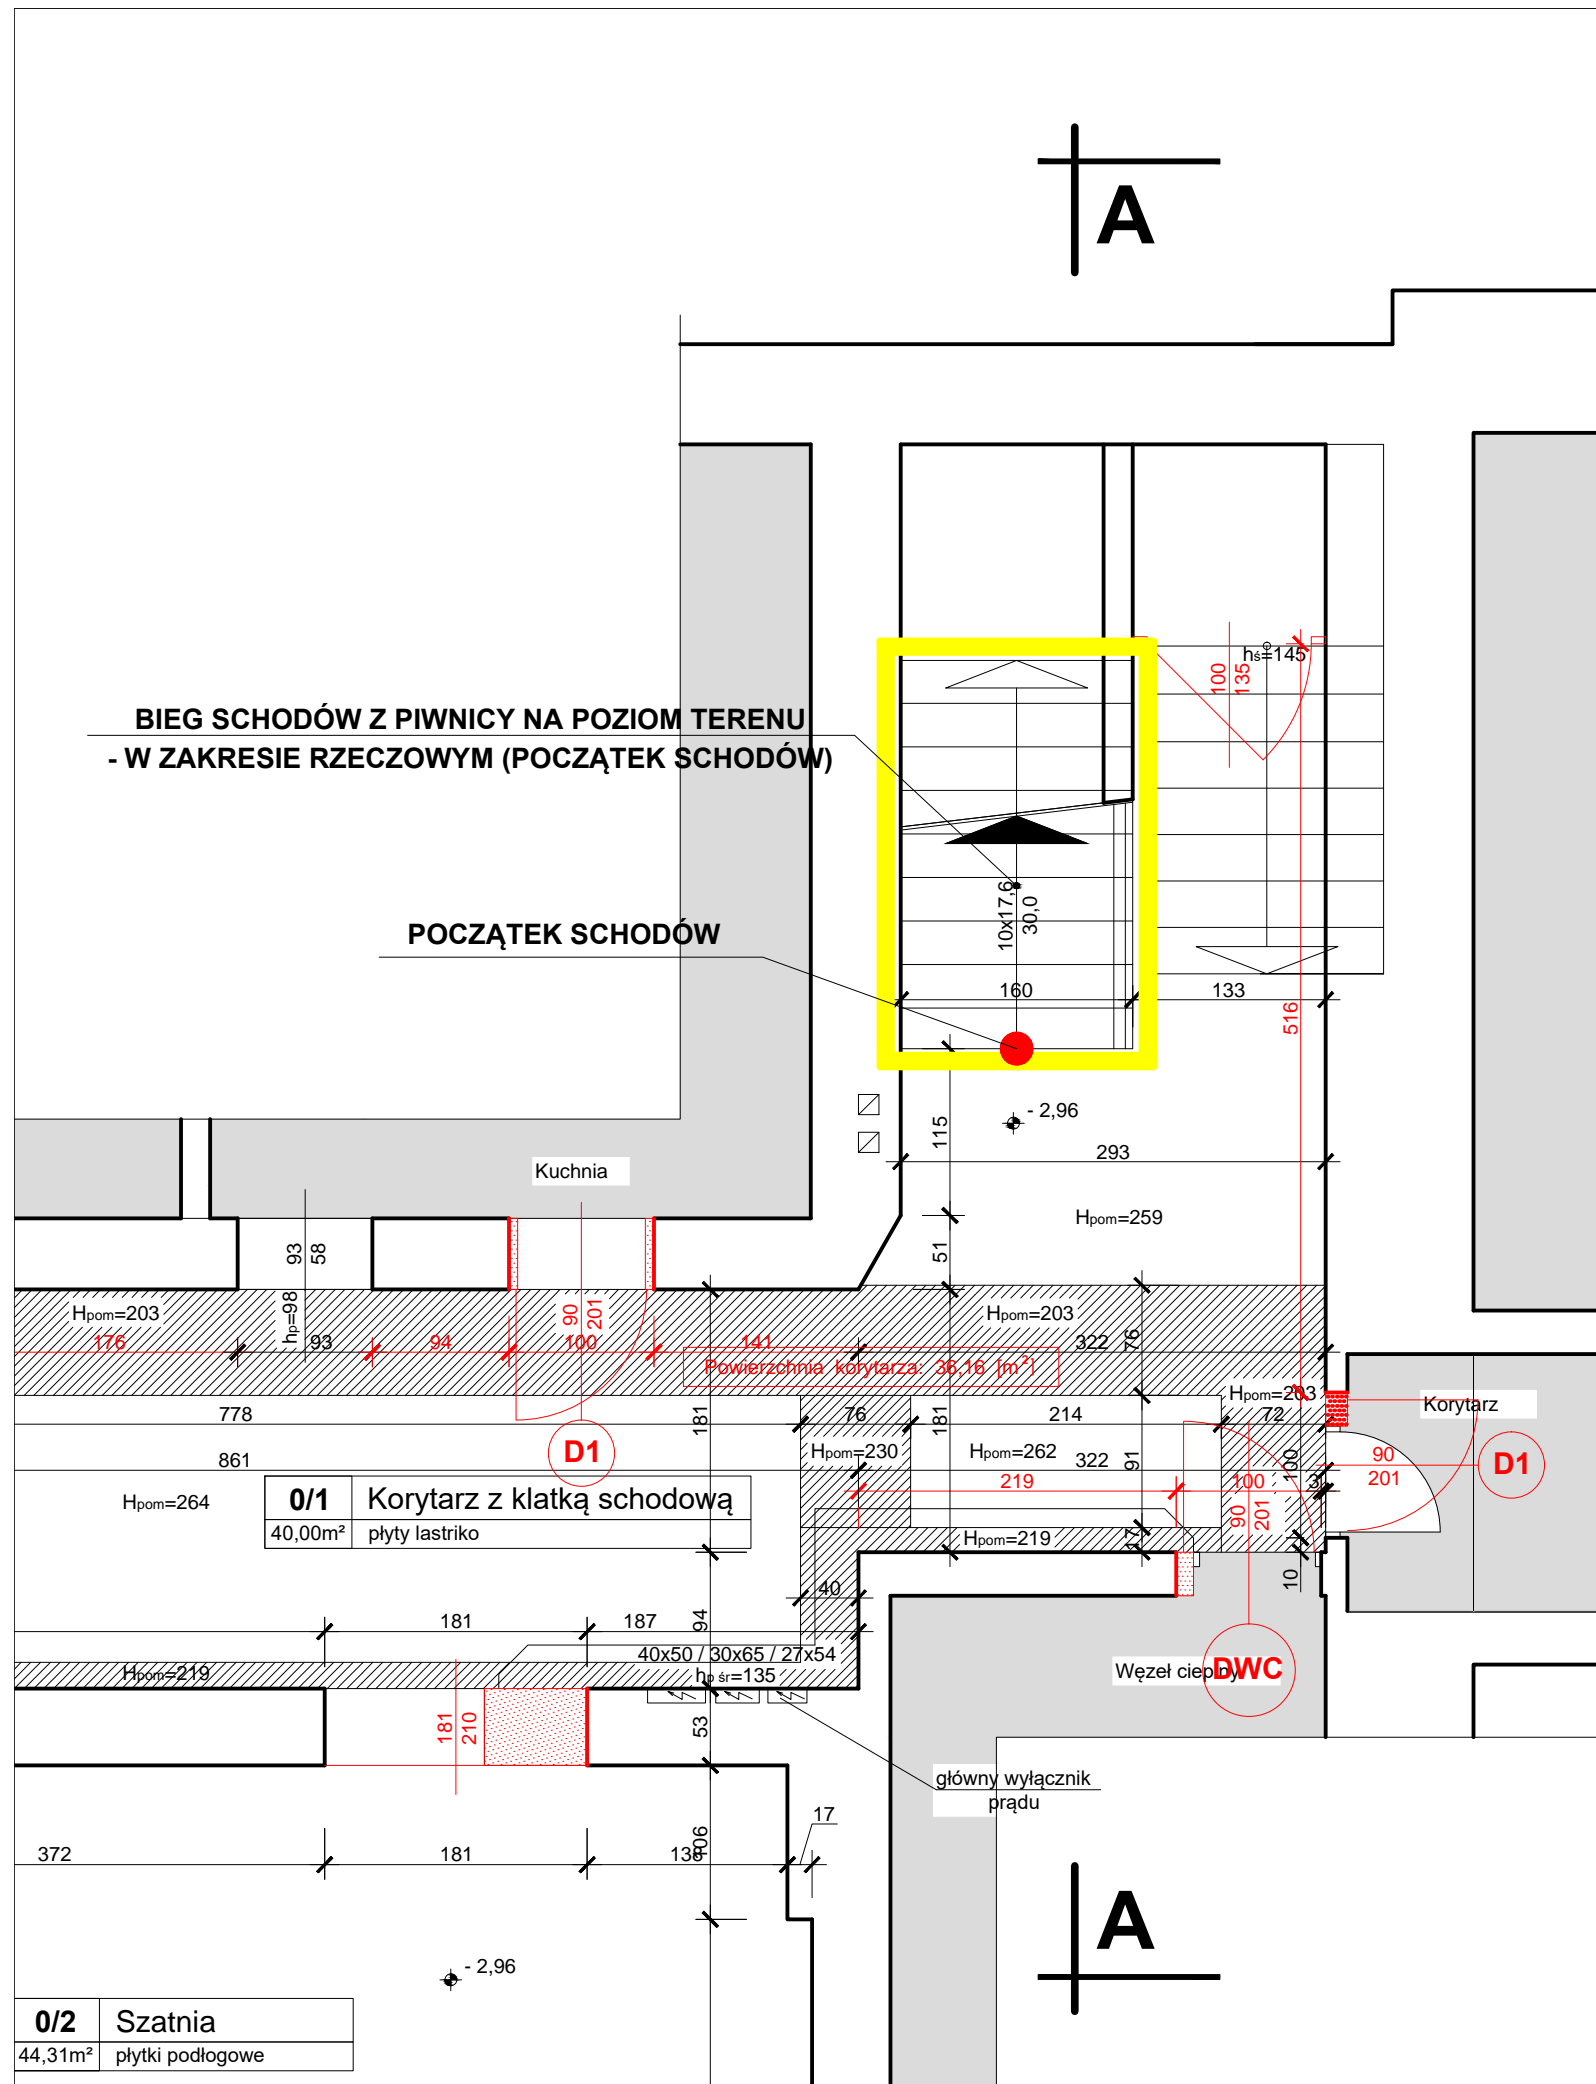 A
hś=145
100
135
BIEG SCHODÓW Z PIWNICY NA POZIOM TERENU
- W ZAKRESIE RZECZOWYM (POCZĄTEK SCHODÓW)
10x17,6
30,0
POCZĄTEK SCHODÓW
160
133
516
- 2,96
115
293
Kuchnia
Hpom=259
51
93
58
hp=98
Hpom=203
90
201
Hpom=203
176
93
94
100
141
322
76
Powierzchnia korytarza: 36,16 [m²]
Hpom=203
Korytarz
778
181
76
181
214
72
D1
Hpom=230
Hpom=262
91
100
90
201
D1
861
322
219
100
3
Hpom=264
0/1 Korytarz z klatką schodową
40,00m² płyty lastriko
90
201
Hpom=219
17
10
40
181
187
94
40x50 / 30x65 / 27x54
hp śr=135
Hpom=219
Węzeł cieplny
DWC
181
210
53
główny wyłącznik
prądu
17
372
181
138
106
A
- 2,96
0/2 Szatnia
44,31m² płytki podłogowe